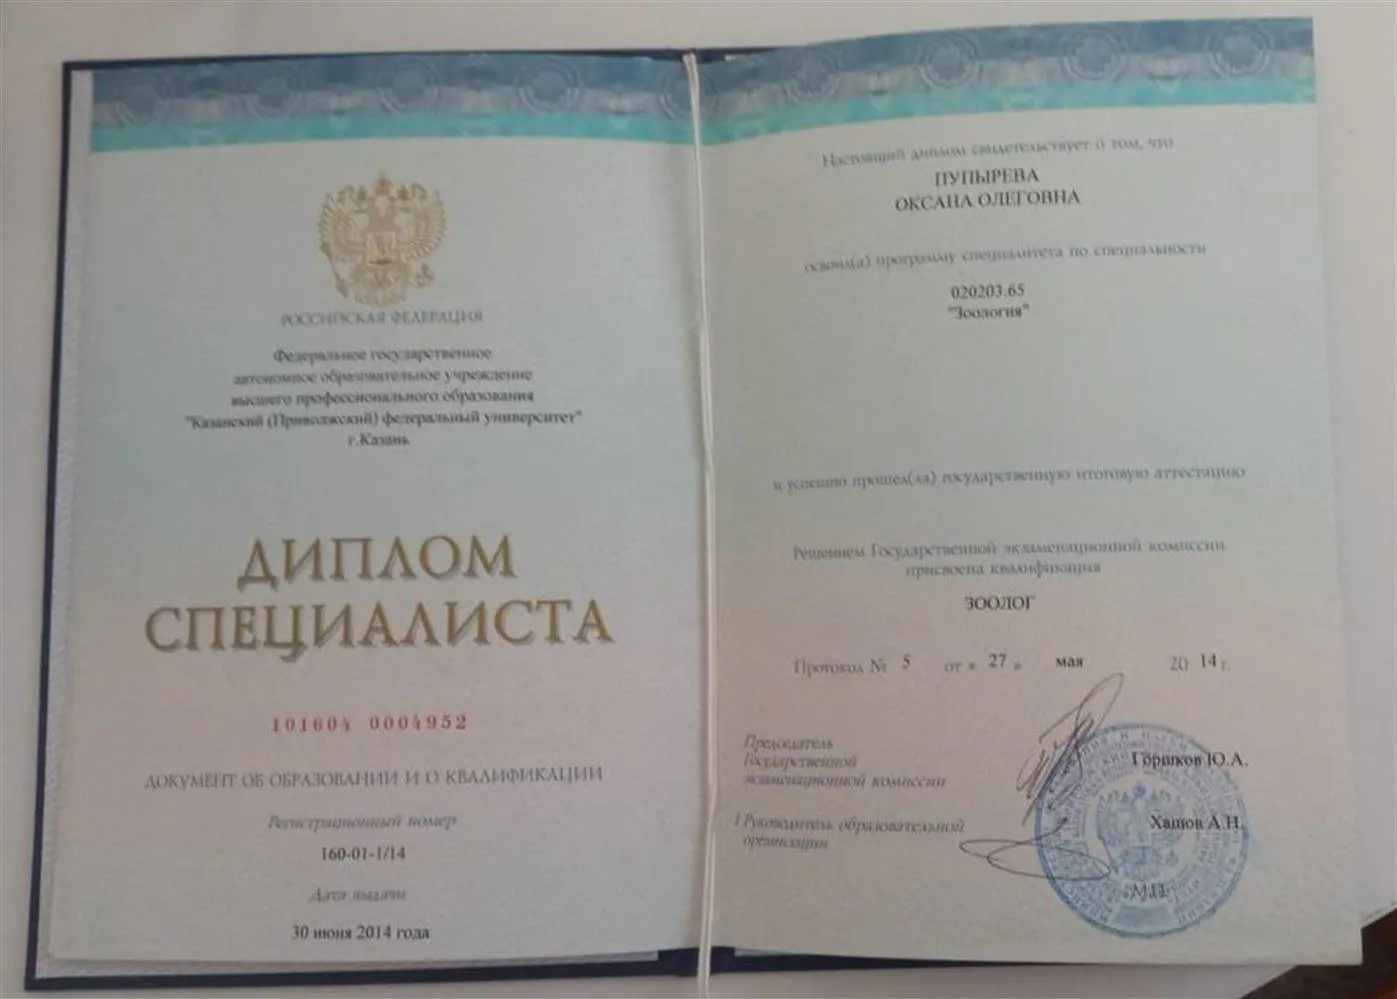 РОССИЙСКАЯ ФЕДЕРАЦИЯ
Федеральное государственное
автономное образовательное учреждение
высшего профессионального образования
"Казанский (Приволжский) федеральный университет"
г.Казань
ДИПЛОМ
СПЕЦИАЛИСТА
101604 0004952
ДОКУМЕНТ ОБ ОБРАЗОВАНИИ И О КВАЛИФИКАЦИИ
Регистрационный номер
160-01-1/14
Дата выдачи
30 июня 2014 года
Настоящий диплом свидетельствует о том, что
ПУПЫРЕВА
ОКСАНА ОЛЕГОВНА
освоил(а) программу специалитета по специальности
020203.65
"Зоология"
и успешно прошел(ла) государственную итоговую аттестацию
Решением Государственной экзаменационной комиссии
присвоена квалификация
ЗООЛОГ
Протокол № 5 от « 27 » мая 20 14 г.
Председатель
Государственной
экзаменационной комиссии
Горшков Ю.А.
Руководитель образовательной
организации
Хашов А.Н.
М.П.